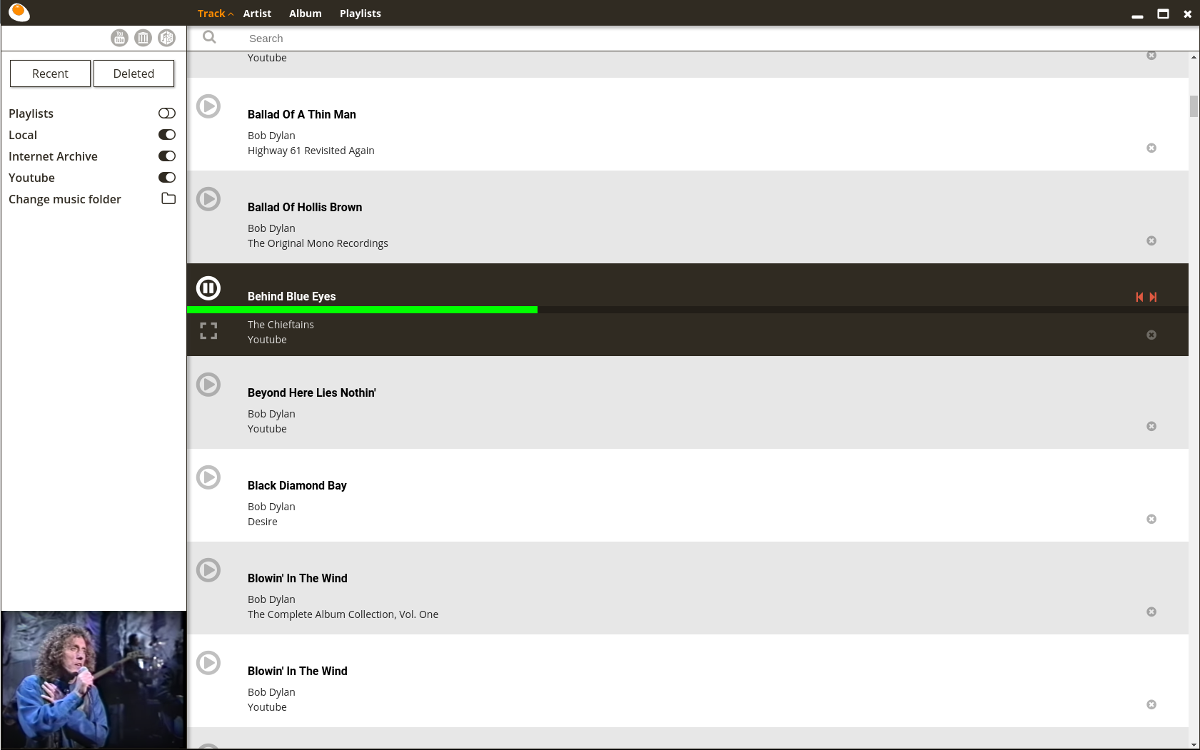 Track Artist Album Playlists
You Tube
Search
Recent Deleted
Playlists
Local
Internet Archive
Youtube
Change music folder
Youtube
Ballad Of A Thin Man
Bob Dylan
Highway 61 Revisited Again
Ballad Of Hollis Brown
Bob Dylan
The Original Mono Recordings
Behind Blue Eyes
The Chieftains
Youtube
Beyond Here Lies Nothin'
Bob Dylan
Youtube
Black Diamond Bay
Bob Dylan
Desire
Blowin' In The Wind
Bob Dylan
The Complete Album Collection, Vol. One
Blowin' In The Wind
Bob Dylan
Youtube